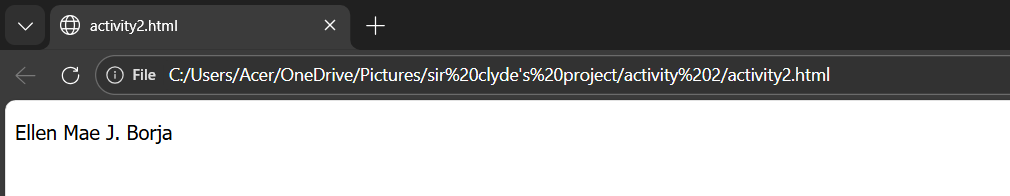 activity2.html
File C:/Users/Acer/OneDrive/Pictures/sir%20clyde's%20project/activity%202/activity2.html
Ellen Mae J. Borja